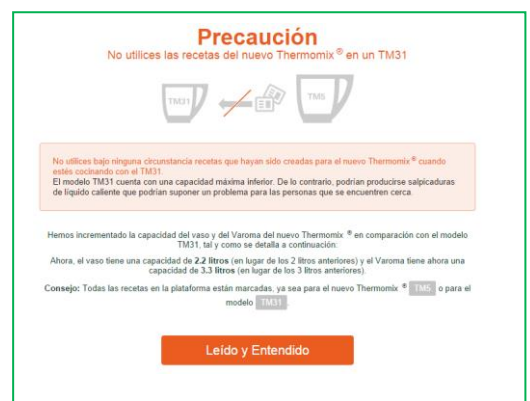 Precaución
No utilices las recetas del nuevo Thermomix ® en un TM31
TM31 TM5
No utilices bajo ninguna circunstancia recetas que hayan sido creadas para el nuevo Thermomix ® cuando
estés cocinando con el TM31.
El modelo TM31 cuenta con una capacidad máxima inferior. De lo contrario, podrían producirse salpicaduras
de líquido caliente que podrían suponer un problema para las personas que se encuentren cerca.
Hemos incrementado la capacidad del vaso y del Varoma del nuevo Thermomix ® en comparación con el modelo
TM31, tal y como se detalla a continuación:
Ahora, el vaso tiene una capacidad de 2.2 litros (en lugar de los 2 litros anteriores) y el Varoma tiene ahora una
capacidad de 3.3 litros (en lugar de los 3 litros anteriores).
Consejo: Todas las recetas en la plataforma están marcadas, ya sea para el nuevo Thermomix ® TM5 o para el
modelo TM31.
Leído y Entendido